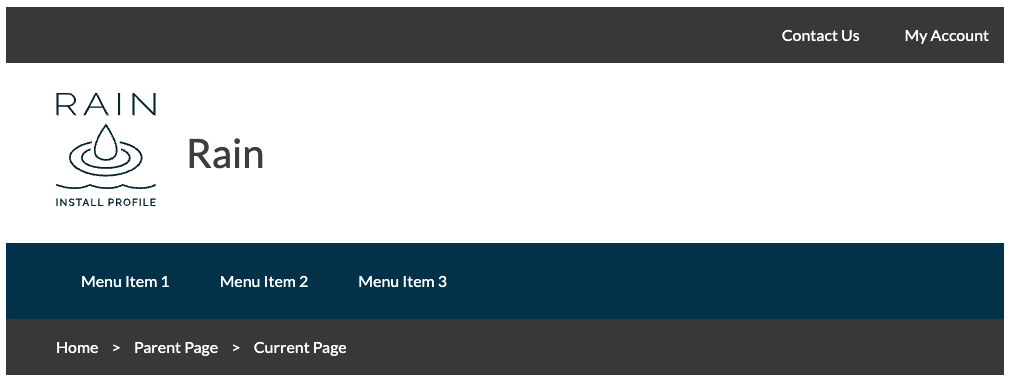 Contact Us My Account
RAIN
INSTALL PROFILE
Rain
Menu Item 1 Menu Item 2 Menu Item 3
Home > Parent Page > Current Page